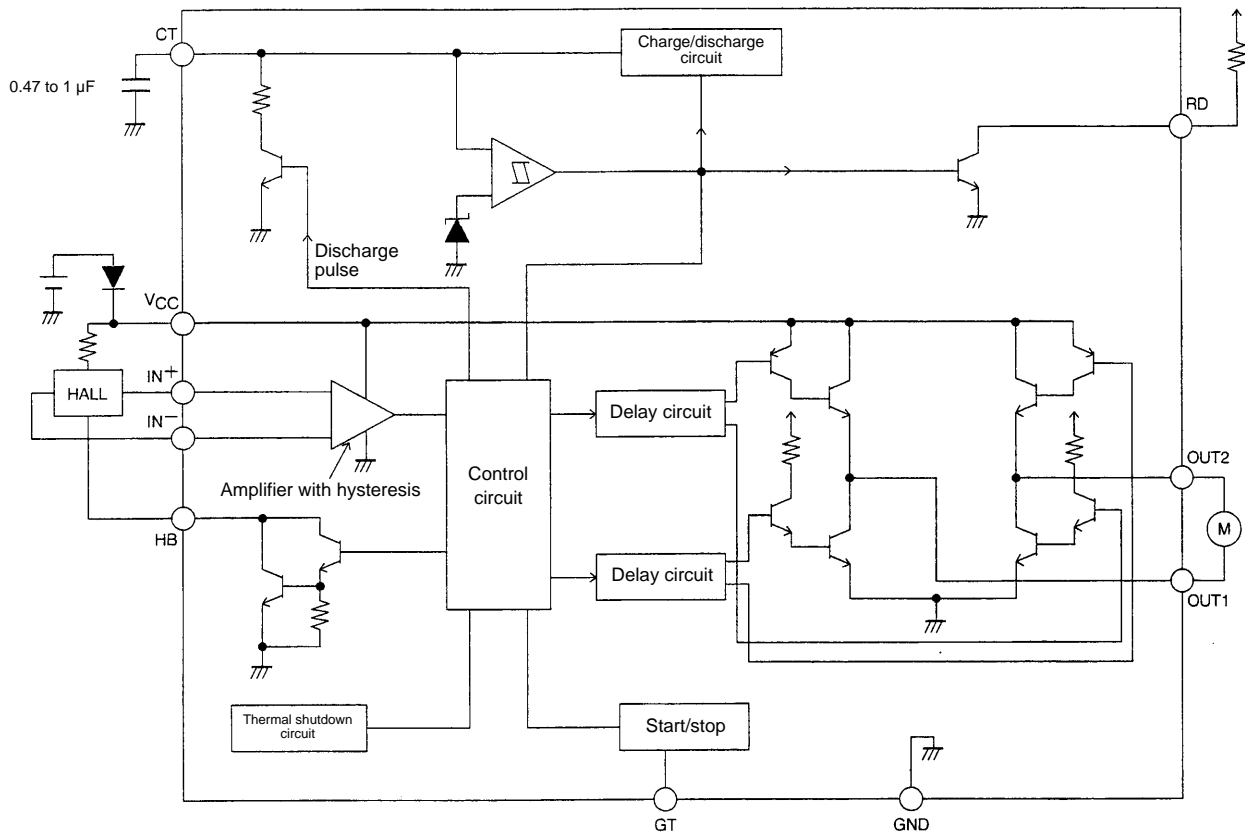 CT
Charge/discharge
circuit
0.47 to 1 µF
RD
Discharge
pulse
VCC
IN+
HALL
IN−
Delay circuit
Control
circuit
Amplifier with hysteresis
OUT2
M
HB
Delay circuit
OUT1
Thermal shutdown
circuit
Start/stop
GT
GND